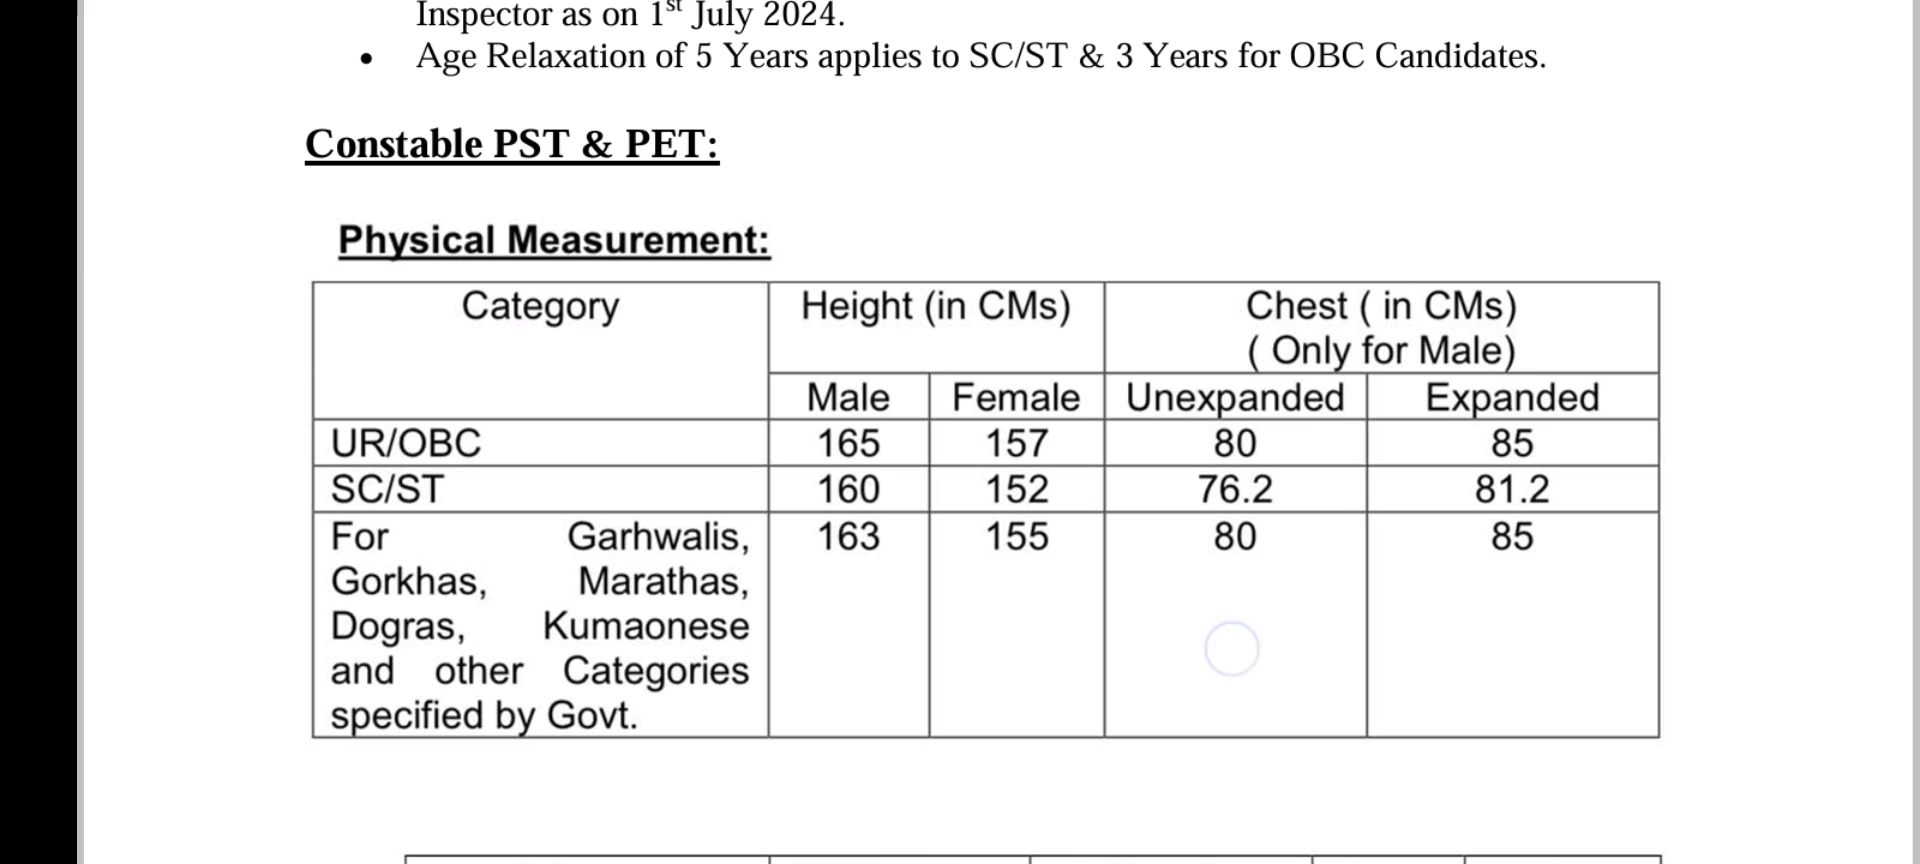 Inspector as on 1st July 2024.
• Age Relaxation of 5 Years applies to SC/ST & 3 Years for OBC Candidates.
Constable PST & PET:
Physical Measurement:
Category Height (in CMs) Chest ( in CMs)
( Only for Male)
Male Female Unexpanded Expanded
UR/OBC 165 157 80 85
SC/ST 160 152 76.2 81.2
For Garhwalis, 163 155 80 85
Gorkhas, Marathas,
Dogras, Kumaonese
and other Categories
specified by Govt.